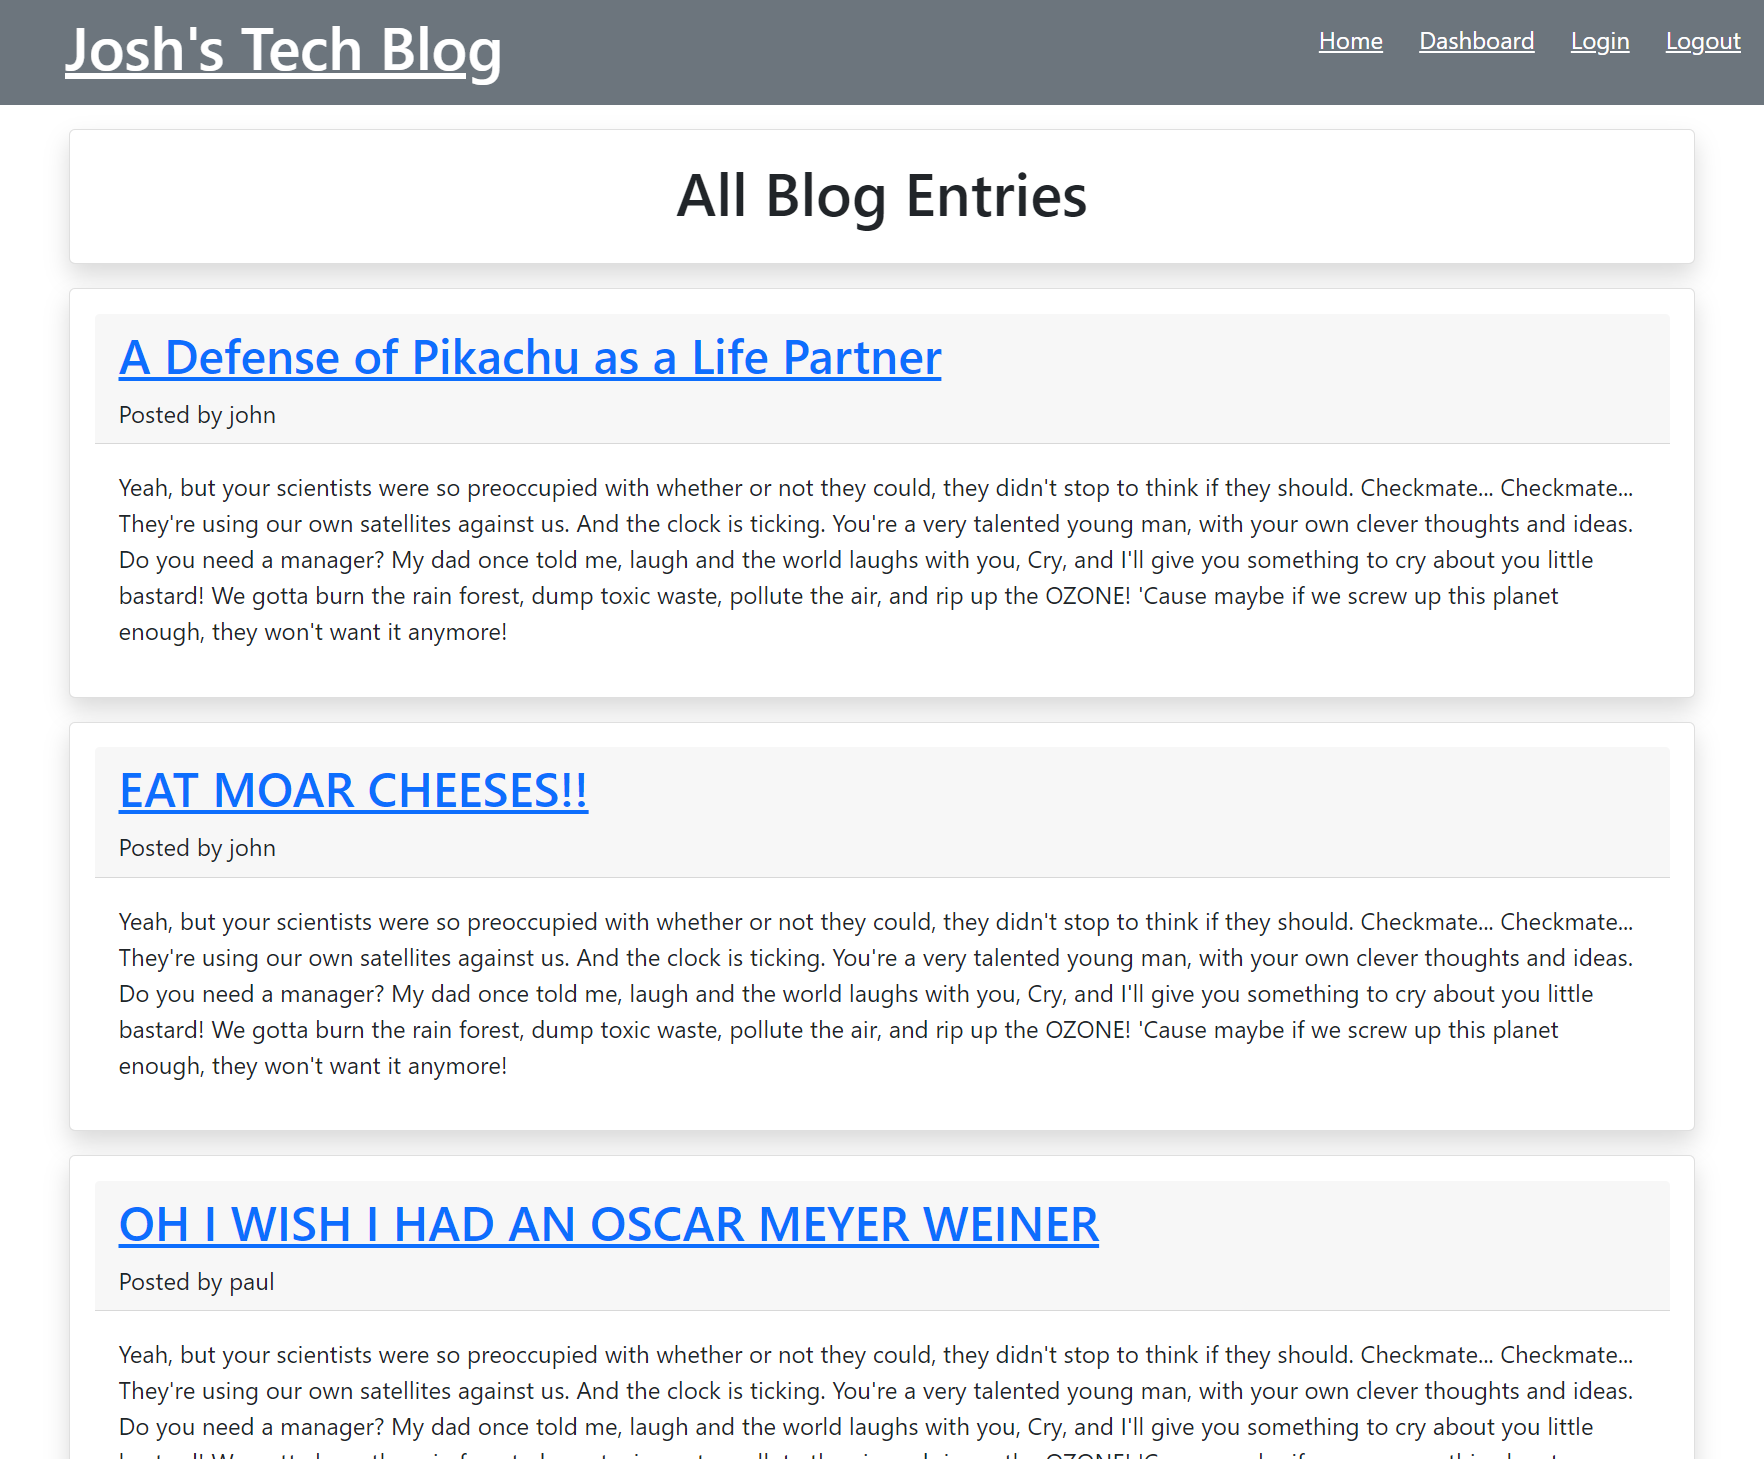 Josh's Tech Blog
Home Dashboard Login Logout
All Blog Entries
A Defense of Pikachu as a Life Partner
Posted by john
Yeah, but your scientists were so preoccupied with whether or not they could, they didn't stop to think if they should. Checkmate... Checkmate...
They're using our own satellites against us. And the clock is ticking. You're a very talented young man, with your own clever thoughts and ideas.
Do you need a manager? My dad once told me, laugh and the world laughs with you, Cry, and I'll give you something to cry about you little
bastard! We gotta burn the rain forest, dump toxic waste, pollute the air, and rip up the OZONE! 'Cause maybe if we screw up this planet
enough, they won't want it anymore!
EAT MOAR CHEESES!!
Posted by john
Yeah, but your scientists were so preoccupied with whether or not they could, they didn't stop to think if they should. Checkmate... Checkmate...
They're using our own satellites against us. And the clock is ticking. You're a very talented young man, with your own clever thoughts and ideas.
Do you need a manager? My dad once told me, laugh and the world laughs with you, Cry, and I'll give you something to cry about you little
bastard! We gotta burn the rain forest, dump toxic waste, pollute the air, and rip up the OZONE! 'Cause maybe if we screw up this planet
enough, they won't want it anymore!
OH I WISH I HAD AN OSCAR MEYER WEINER
Posted by paul
Yeah, but your scientists were so preoccupied with whether or not they could, they didn't stop to think if they should. Checkmate... Checkmate...
They're using our own satellites against us. And the clock is ticking. You're a very talented young man, with your own clever thoughts and ideas.
Do you need a manager? My dad once told me, laugh and the world laughs with you, Cry, and I'll give you something to cry about you little